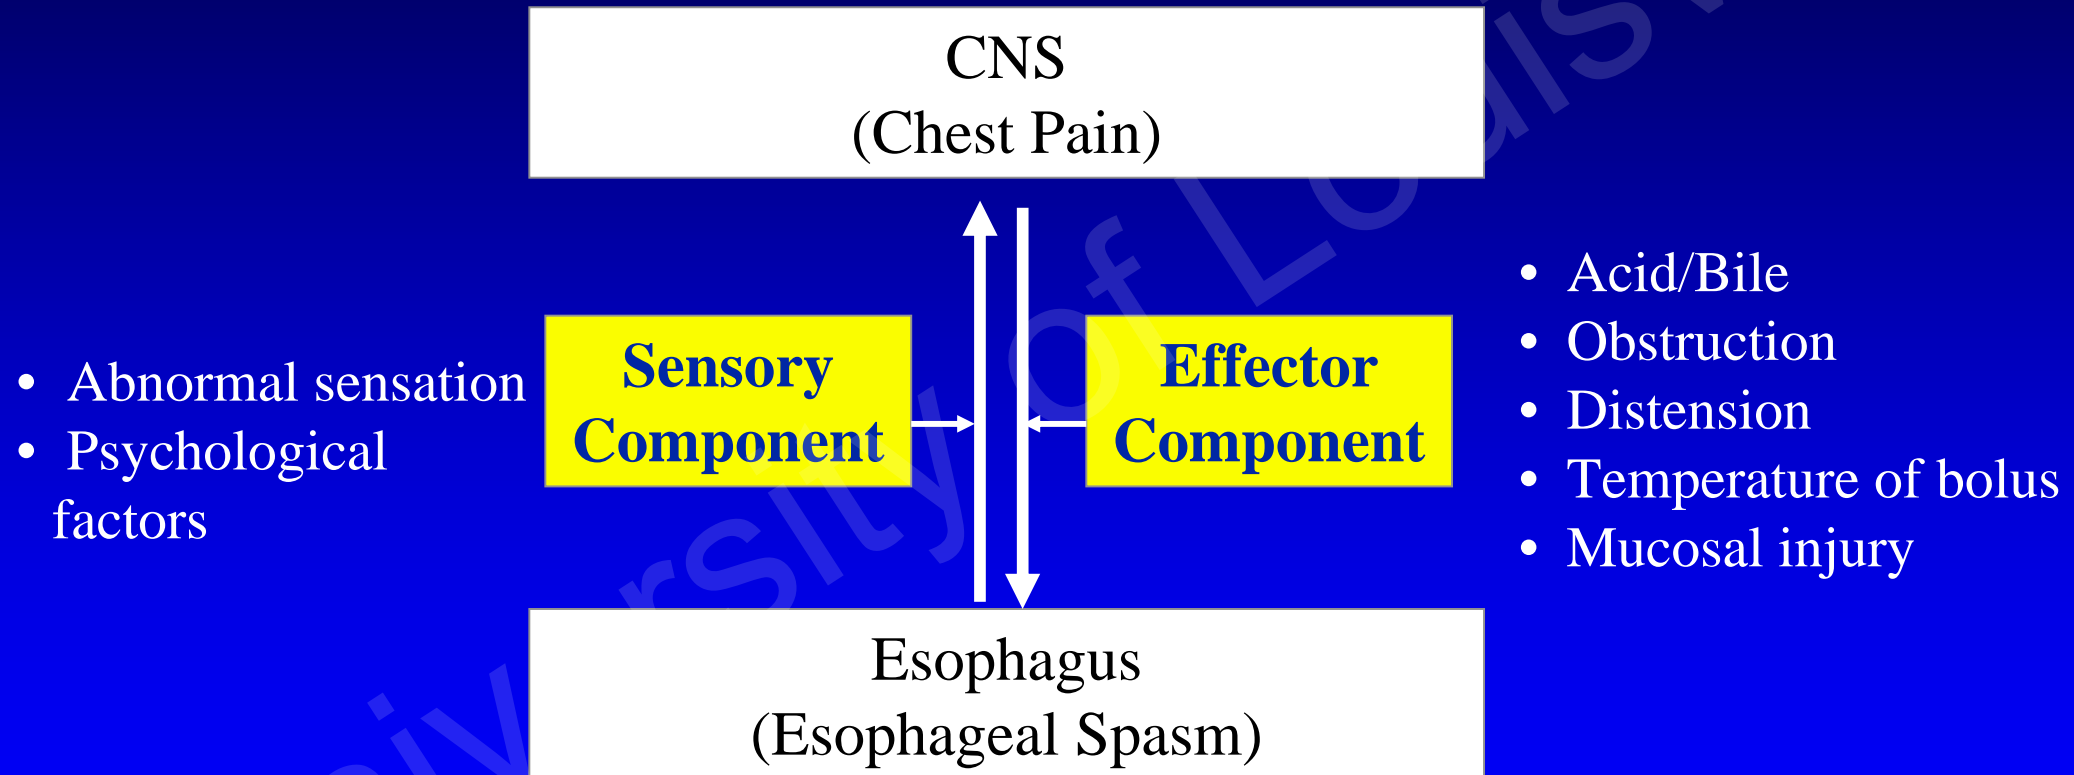 CNS
(Chest Pain)
• Abnormal sensation
• Psychological
factors
Sensory
Component
Effector
Component
• Acid/Bile
• Obstruction
• Distension
• Temperature of bolus
• Mucosal injury
Esophagus
(Esophageal Spasm)